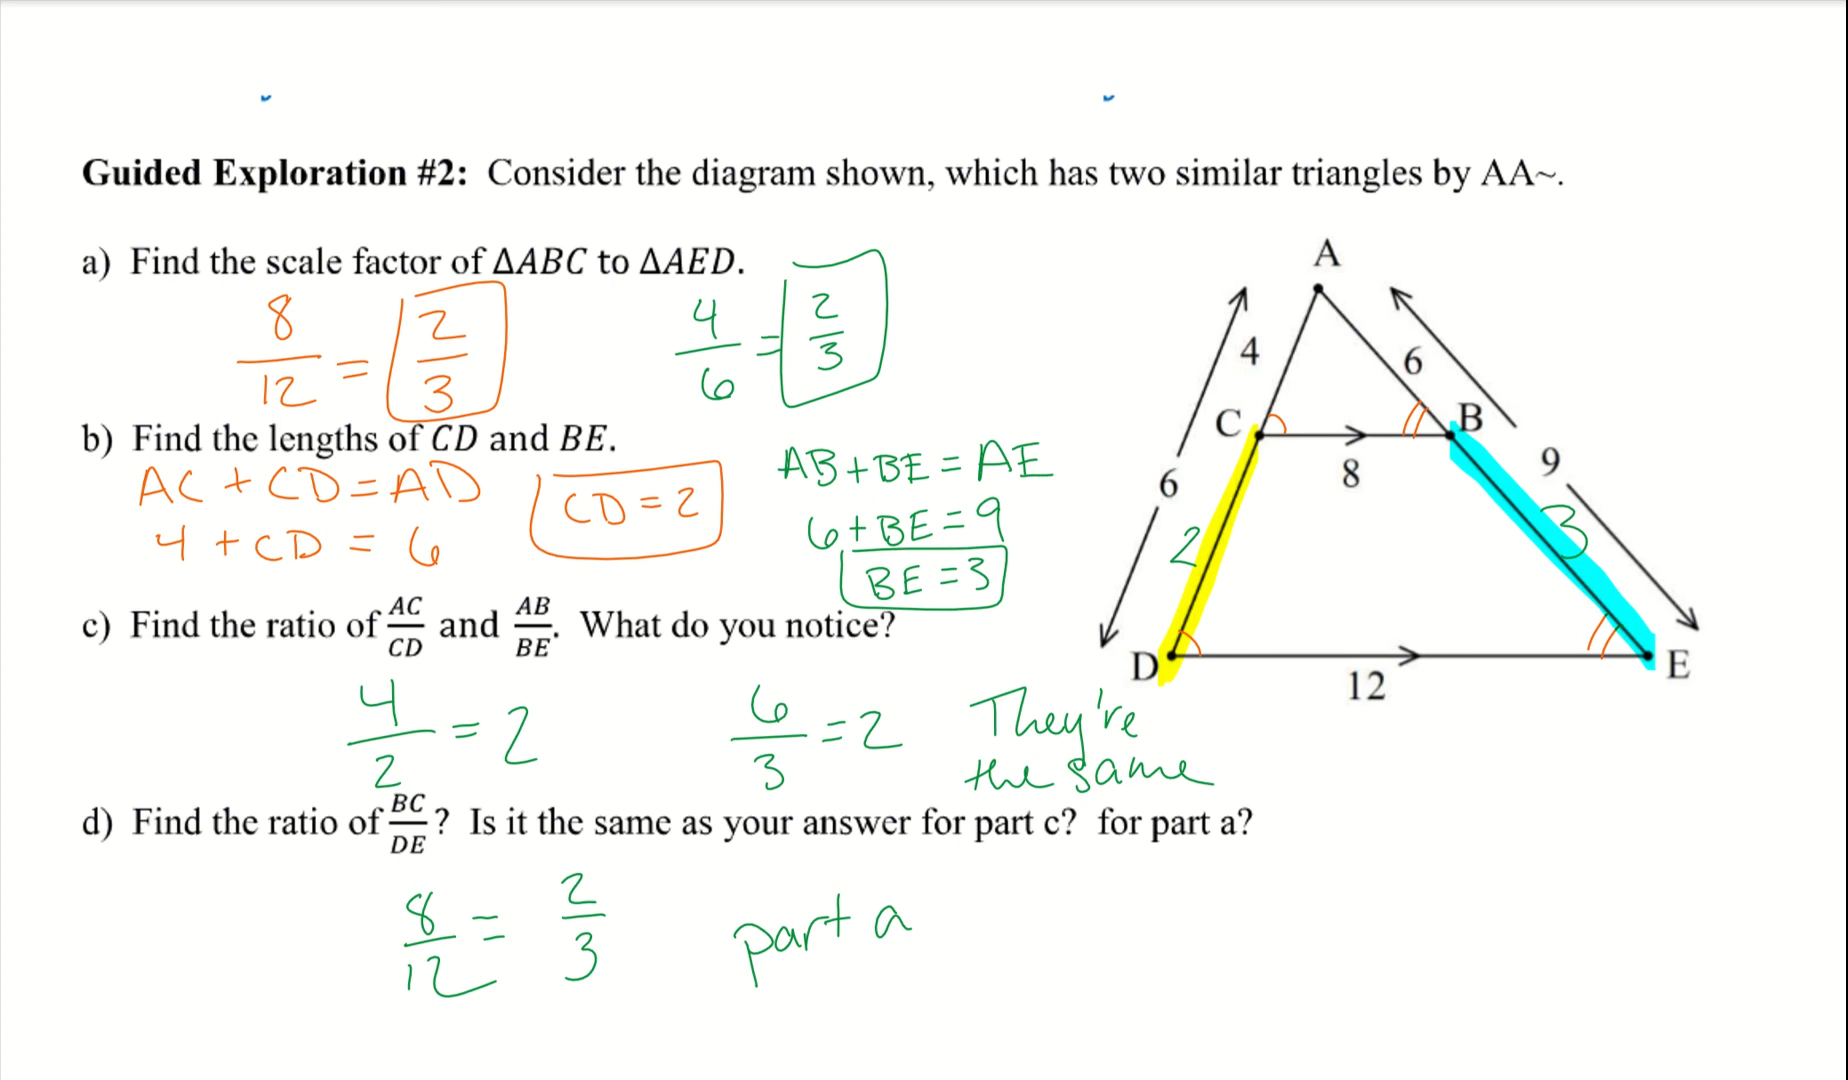 Guided Exploration #2: Consider the diagram shown, which has two similar triangles by AA~.
a) Find the scale factor of ΔABC to ΔAED.
8/12 = 2/3
4/6 = 2/3
b) Find the lengths of CD and BE.
AC + CD = AD
4 + CD = 6
CD = 2
AB + BE = AE
6 + BE = 9
BE = 3
c) Find the ratio of AC/CD and AB/BE. What do you notice?
4/2 = 2
6/3 = 2
They're
the same
d) Find the ratio of BC/DE? Is it the same as your answer for part c? for part a?
8/12 = 2/3
part a
A
4
6
C
B
8
9
6
2
3
D
12
E